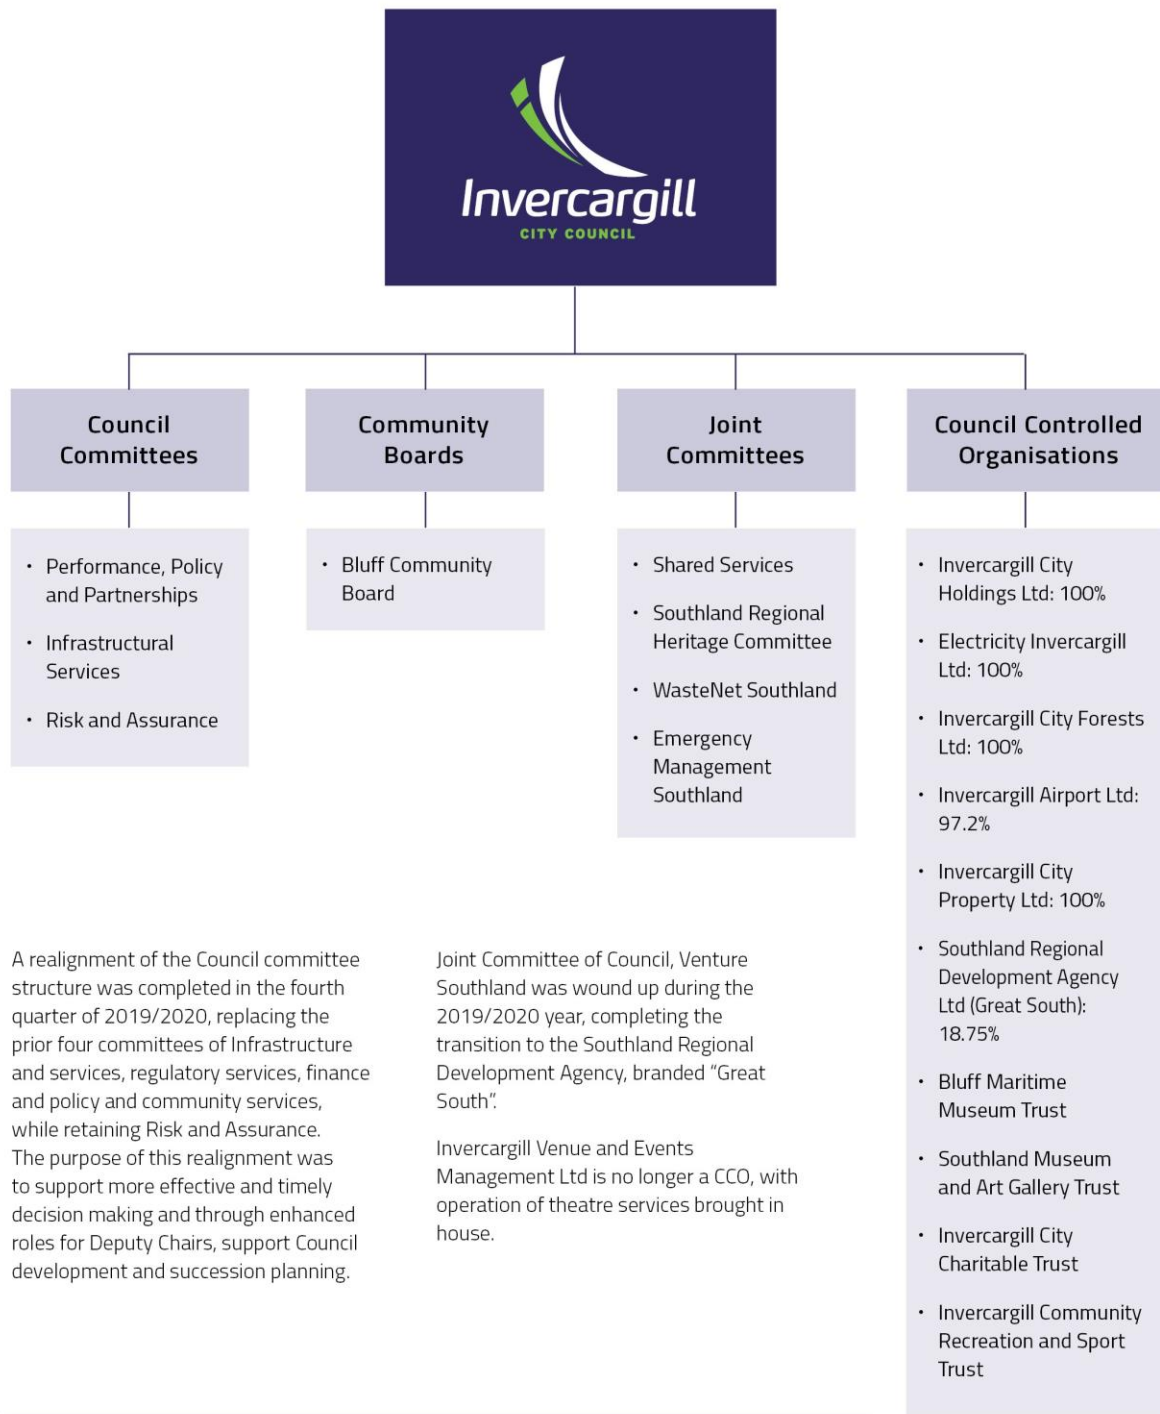 Invercargill
CITY COUNCIL
Council
Committees
• Performance, Policy
and Partnerships
• Infrastructural
Services
• Risk and Assurance
Community
Boards
• Bluff Community
Board
Joint
Committees
• Shared Services
• Southland Regional
Heritage Committee
• WasteNet Southland
• Emergency
Management
Southland
Council Controlled
Organisations
• Invercargill City
Holdings Ltd: 100%
• Electricity Invercargill
Ltd: 100%
• Invercargill City Forests
Ltd: 100%
• Invercargill Airport Ltd:
97.2%
• Invercargill City
Property Ltd: 100%
• Southland Regional
Development Agency
Ltd (Great South):
18.75%
• Bluff Maritime
Museum Trust
• Southland Museum
and Art Gallery Trust
• Invercargill City
Charitable Trust
• Invercargill Community
Recreation and Sport
Trust
A realignment of the Council committee
structure was completed in the fourth
quarter of 2019/2020, replacing the
prior four committees of Infrastructure
and services, regulatory services, finance
and policy and community services,
while retaining Risk and Assurance.
The purpose of this realignment was
to support more effective and timely
decision making and through enhanced
roles for Deputy Chairs, support Council
development and succession planning.
Joint Committee of Council, Venture
Southland was wound up during the
2019/2020 year, completing the
transition to the Southland Regional
Development Agency, branded “Great
South”.
Invercargill Venue and Events
Management Ltd is no longer a CCO, with
operation of theatre services brought in
house.